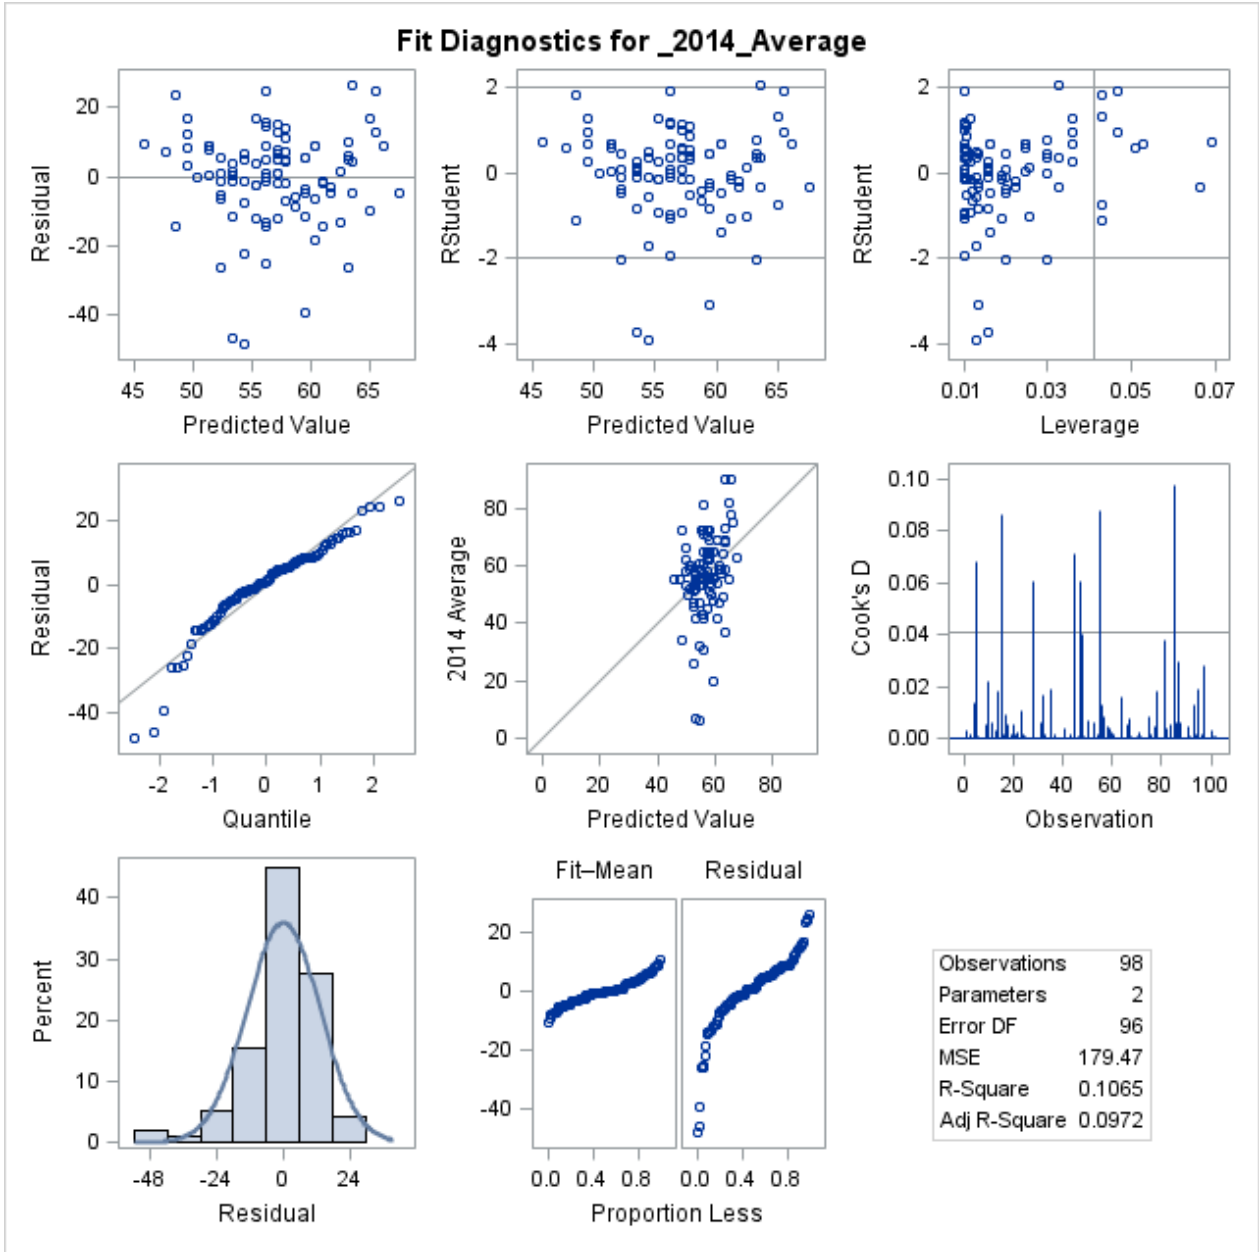 Fit Diagnostics for _2014_Average
20
0
-20
-40
Residual
45 50 55 60 65
Predicted Value
2
0
-2
-4
RStudent
45 50 55 60 65
Predicted Value
2
0
-2
-4
RStudent
0.01 0.03 0.05 0.07
Leverage
20
0
-20
-40
Residual
-2 -1 0 1 2
Quantile
80
60
40
20
0
2014 Average
0 20 40 60 80
Predicted Value
0.10
0.08
0.06
0.04
0.02
0.00
Cook's D
0 20 40 60 80 100
Observation
40
30
20
10
0
Percent
-48 -24 0 24
Residual
Fit–Mean Residual
20
0
-20
-40
0.0 0.4 0.8 0.0 0.4 0.8
Proportion Less
Observations 98
Parameters 2
Error DF 96
MSE 179.47
R-Square 0.1065
Adj R-Square 0.0972